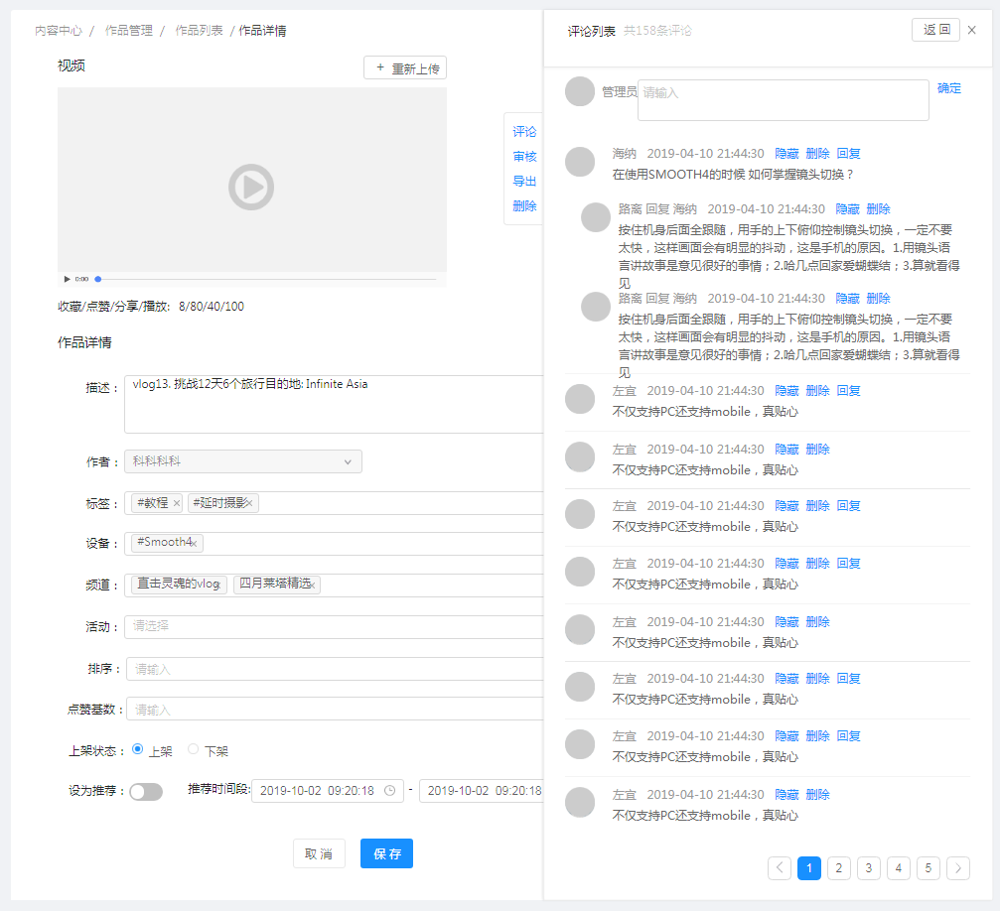 内容中心 / 作品管理 / 作品列表 / 作品详情
视频
+ 重新上传
0:00
收藏/点赞/分享/播放: 8/80/40/100
作品详情
描述： vlog13. 挑战12天6个旅行目的地: Infinite Asia
作者： 科科科科
标签： #教程 × #延时摄影×
设备： #Smooth4×
频道： 直击灵魂的vlog× 四月莱塔精选×
活动： 请选择
排序： 请输入
点赞基数： 请输入
上架状态： 上架 下架
设为推荐： 推荐时间段: 2019-10-02 09:20:18 - 2019-10-02 09:20:18
取 消 保 存
评论
审核
导出
删除
评论列表 共158条评论 返 回 ×
管理员 请输入 确定
海纳 2019-04-10 21:44:30 隐藏 删除 回复
在使用SMOOTH4的时候 如何掌握镜头切换？
路斋 回复 海纳 2019-04-10 21:44:30 隐藏 删除
按住机身后面全跟随，用手的上下俯仰控制镜头切换，一定不要
太快，这样画面会有明显的抖动，这是手机的原因。1.用镜头语
言讲故事是意见很好的事情；2.哈几点回家爱蝴蝶结；3.算就看得
见
路斋 回复 海纳 2019-04-10 21:44:30 隐藏 删除
按住机身后面全跟随，用手的上下俯仰控制镜头切换，一定不要
太快，这样画面会有明显的抖动，这是手机的原因。1.用镜头语
言讲故事是意见很好的事情；2.哈几点回家爱蝴蝶结；3.算就看得
见
左宜 2019-04-10 21:44:30 隐藏 删除 回复
不仅支持PC还支持mobile，真贴心
左宜 2019-04-10 21:44:30 隐藏 删除
不仅支持PC还支持mobile，真贴心
左宜 2019-04-10 21:44:30 隐藏 删除 回复
不仅支持PC还支持mobile，真贴心
左宜 2019-04-10 21:44:30 隐藏 删除 回复
不仅支持PC还支持mobile，真贴心
左宜 2019-04-10 21:44:30 隐藏 删除
不仅支持PC还支持mobile，真贴心
左宜 2019-04-10 21:44:30 隐藏 删除 回复
不仅支持PC还支持mobile，真贴心
左宜 2019-04-10 21:44:30 隐藏 删除 回复
不仅支持PC还支持mobile，真贴心
左宜 2019-04-10 21:44:30 隐藏 删除
不仅支持PC还支持mobile，真贴心
< 1 2 3 4 5 >